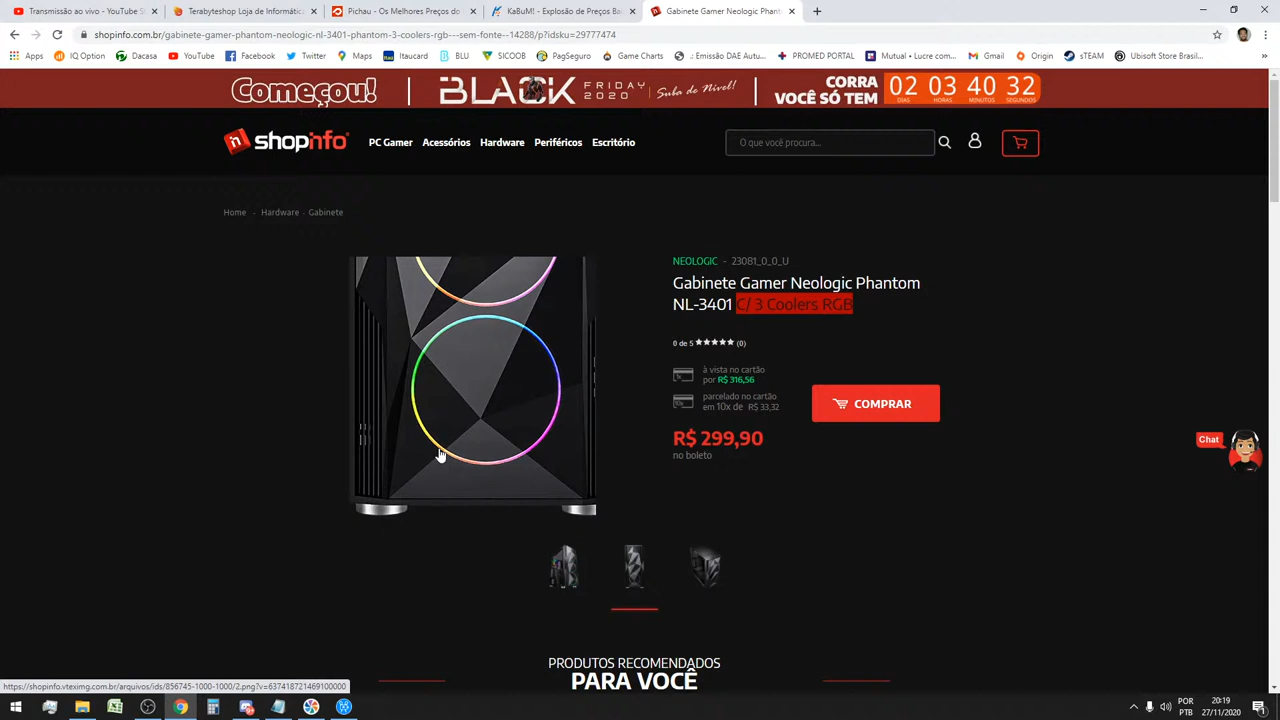 Transmissão ao vivo - YouTube S
Terabyteshop Loja de Informátic
Pichau - Os Melhores Preços do
KaBuM! - Explosão de Preços Ba
Gabinete Gamer Neologic Phant
shopinfo.com.br/gabinete-gamer-phantom-neologic-nl-3401-phantom-3-coolers-rgb---sem-fonte--14288/p?idsku=29777474
Apps IQ Option Dacasa YouTube Facebook Twitter Maps Itaucard BLU SICOOB PagSeguro Game Charts .: Emissão DAE Autu... PROMED PORTAL Mutual • Lucre com... Gmail Origin sTEAM Ubisoft Store Brasil...
Começou! BLACK FRIDAY 2020 Suba de Nível! CORRA VOCÊ SÓ TEM 02 DIAS 03 HORAS 40 MINUTOS 32 SEGUNDOS
shopinfo PC Gamer Acessórios Hardware Periféricos Escritório O que você procura...
Home - Hardware - Gabinete
NEOLOGIC - 23081_0_0_U
Gabinete Gamer Neologic Phantom
NL-3401 C/ 3 Coolers RGB
0 de 5 ★★★★★ (0)
à vista no cartão
por R$ 316,56
parcelado no cartão
em 10x de R$ 33,32
COMPRAR
R$ 299,90
no boleto
Chat
PRODUTOS RECOMENDADOS
PARA VOCÊ
https://shopinfo.vteximg.com.br/arquivos/ids/856745-1000-1000/2.png?v=637418721469100000
POR
PTB
20:19
27/11/2020